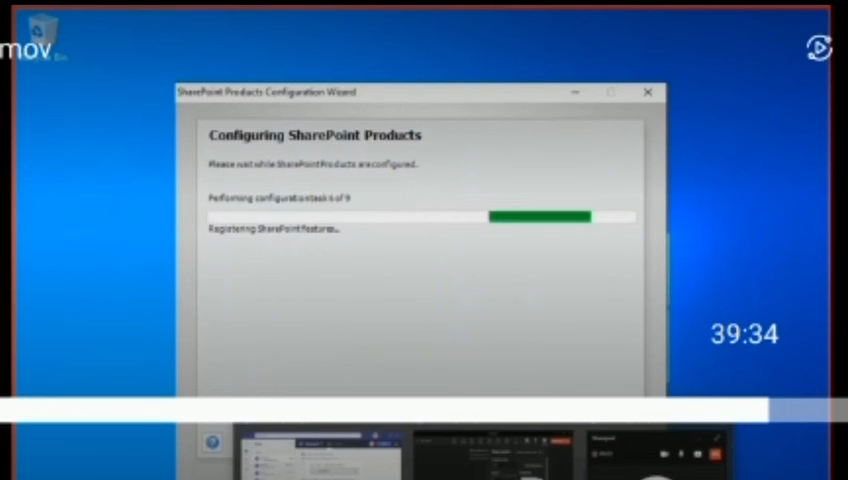 mov
SharePoint Products Configuration Wizard
Configuring SharePoint Products
Please wait while SharePoint Products are configured.
Performing configuration task 6 of 9
Registering SharePoint features...
39:34